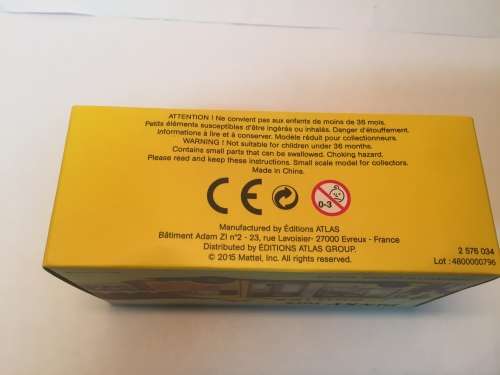 ATTENTION ! Ne convient pas aux enfants de moins de 36 mois.
Petits éléments susceptibles d'être ingérés ou inhalés. Danger d'étouffement.
Informations à lire et à conserver. Modèle réduit pour collectionneurs.
WARNING ! Not suitable for children under 36 months.
Contains small parts that can be swallowed. Choking hazard.
Please read and keep these instructions. Small scale model for collectors.
Made in China.
CE
0-3
Manufactured by Éditions ATLAS
Bâtiment Adam ZI n°2 - 23, rue Lavoisier- 27000 Evreux - France
Distributed by ÉDITIONS ATLAS GROUP.
© 2015 Mattel, Inc. All rights reserved.
2 576 034
Lot : 4800000796